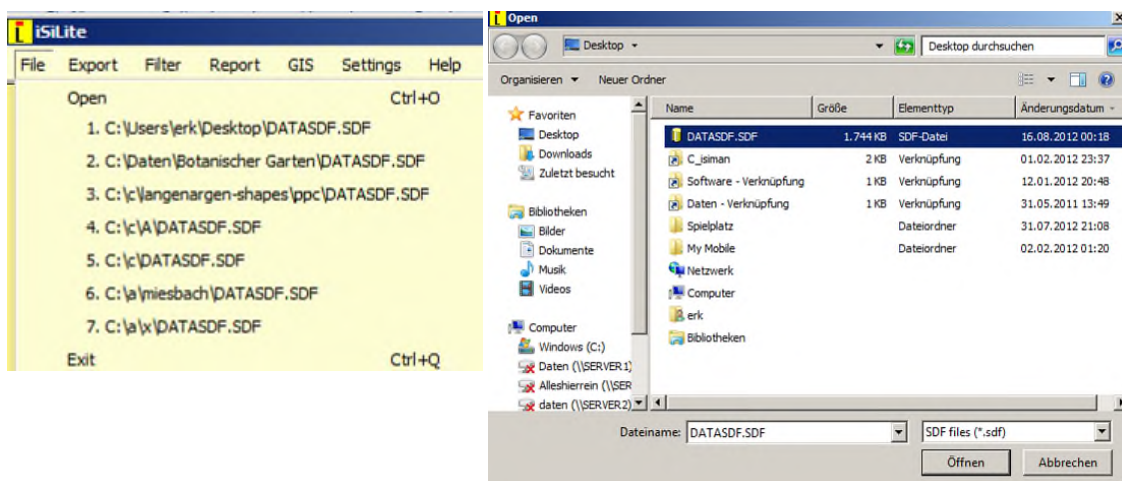 iSiLite
File Export Filter Report GIS Settings Help
Open Ctrl+O
1. C:\Users\erk\Desktop\DATASDF.SDF
2. C:\Daten\Botanischer Garten\DATASDF.SDF
3. C:\c\langenargen-shapes\ppc\DATASDF.SDF
4. C:\c\A\DATASDF.SDF
5. C:\c\DATASDF.SDF
6. C:\a\miesbach\DATASDF.SDF
7. C:\a\x\DATASDF.SDF
Exit Ctrl+Q
Open
Desktop
Desktop durchsuchen
Organisieren Neuer Ordner
Favoriten
Desktop
Downloads
Zuletzt besucht
Bibliotheken
Bilder
Dokumente
Musik
Videos
Computer
Windows (C:)
Daten (\\SERVER1)
Alleshierrein (\\SER
daten (\\SERVER2)
Name Größe Elementtyp Änderungsdatum
DATASDF.SDF 1.744 KB SDF-Datei 16.08.2012 00:18
C_isiman 2 KB Verknüpfung 01.02.2012 23:37
Software - Verknüpfung 1 KB Verknüpfung 12.01.2012 20:48
Daten - Verknüpfung 1 KB Verknüpfung 31.05.2011 13:49
Spielplatz Dateiordner 31.07.2012 21:08
My Mobile Dateiordner 02.02.2012 01:20
Netzwerk
Computer
erk
Bibliotheken
Dateiname: DATASDF.SDF SDF files (*.sdf)
Öffnen Abbrechen